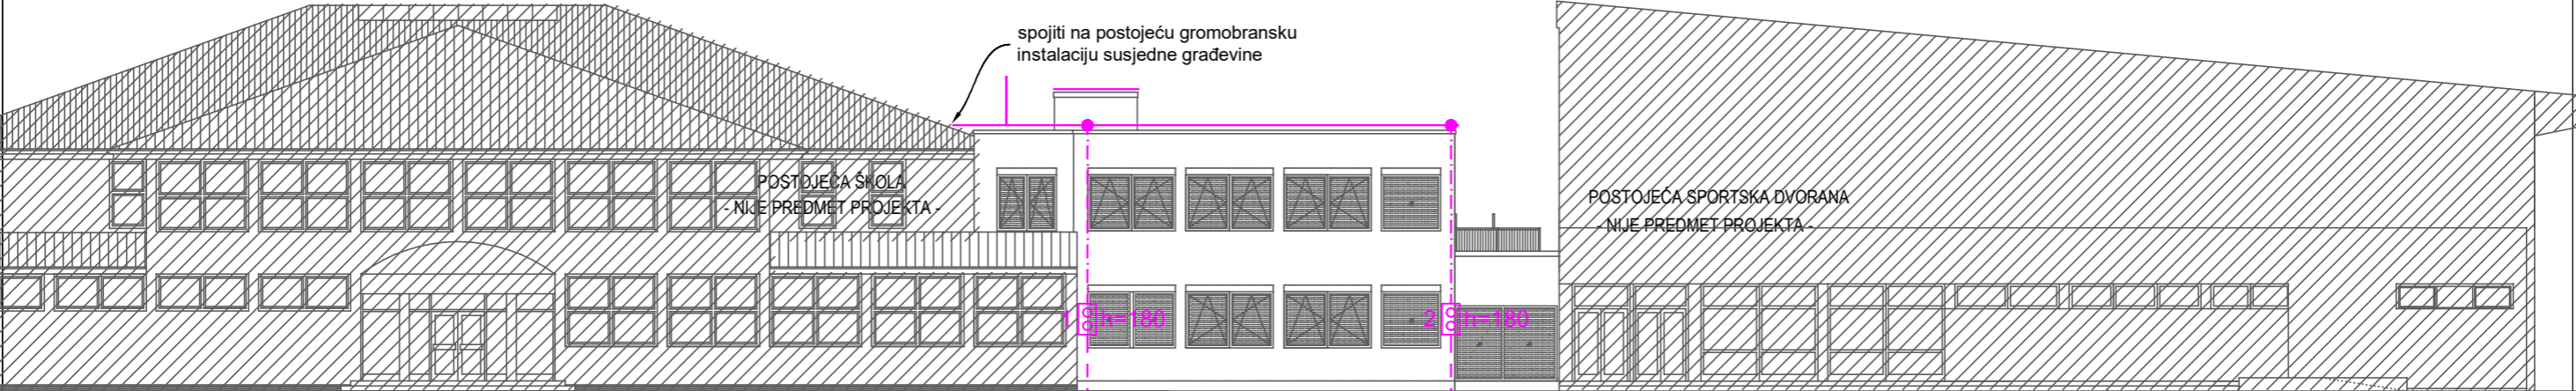 spojiti na postojeću gromobransku
instalaciju susjedne građevine
POSTOJEĆA ŠKOLA
- NIJE PREDMET PROJEKTA -
POSTOJEĆA SPORTSKA DVORANA
- NIJE PREDMET PROJEKTA -
1 h=180
2 h=180